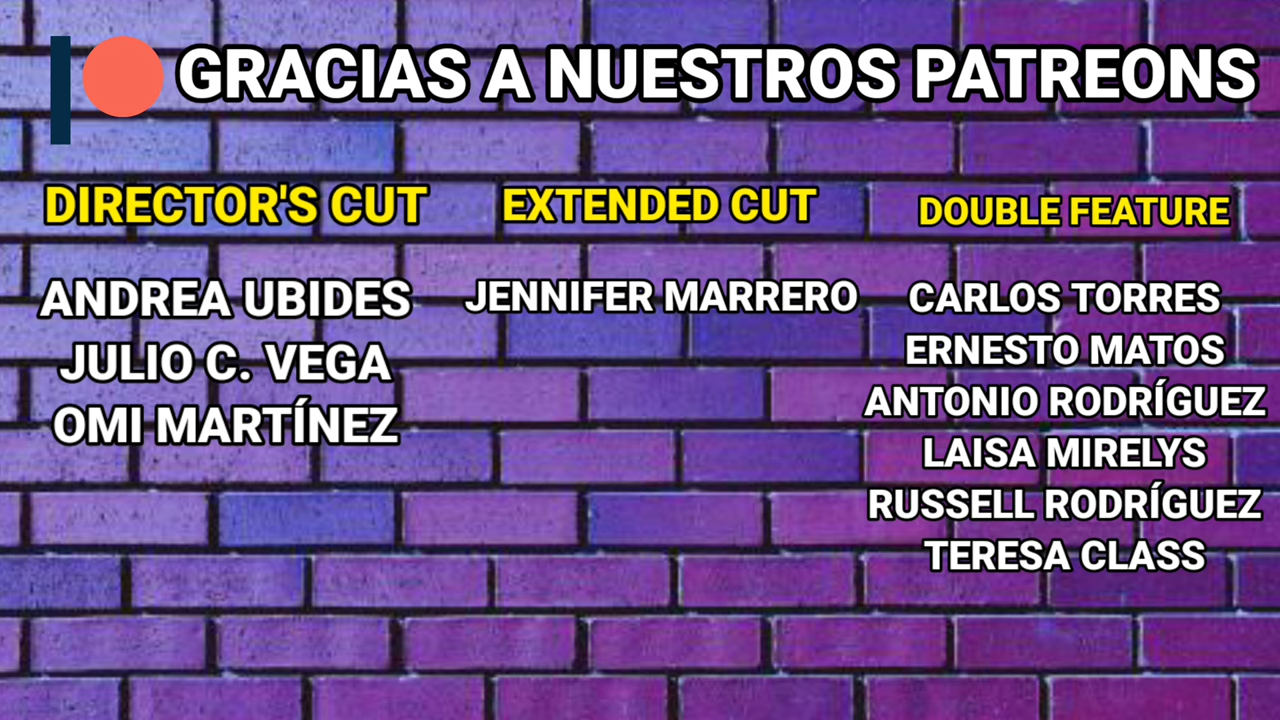 GRACIAS A NUESTROS PATREONS
DIRECTOR'S CUT
ANDREA UBIDES
JULIO C. VEGA
OMI MARTÍNEZ
EXTENDED CUT
JENNIFER MARRERO
DOUBLE FEATURE
CARLOS TORRES
ERNESTO MATOS
ANTONIO RODRÍGUEZ
LAISA MIRELYS
RUSSELL RODRÍGUEZ
TERESA CLASS